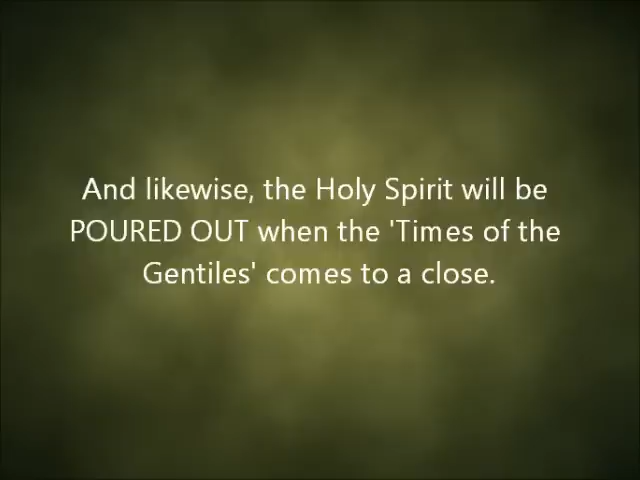 And likewise, the Holy Spirit will be
POURED OUT when the 'Times of the
Gentiles' comes to a close.